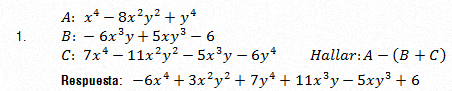 A: x⁴ − 8x²y² + y⁴
1. B: − 6x³y + 5xy³ − 6
C: 7x⁴ − 11x²y² − 5x³y − 6y⁴ Hallar: A − (B + C)
Respuesta: −6x⁴ + 3x²y² + 7y⁴ + 11x³y − 5xy³ + 6